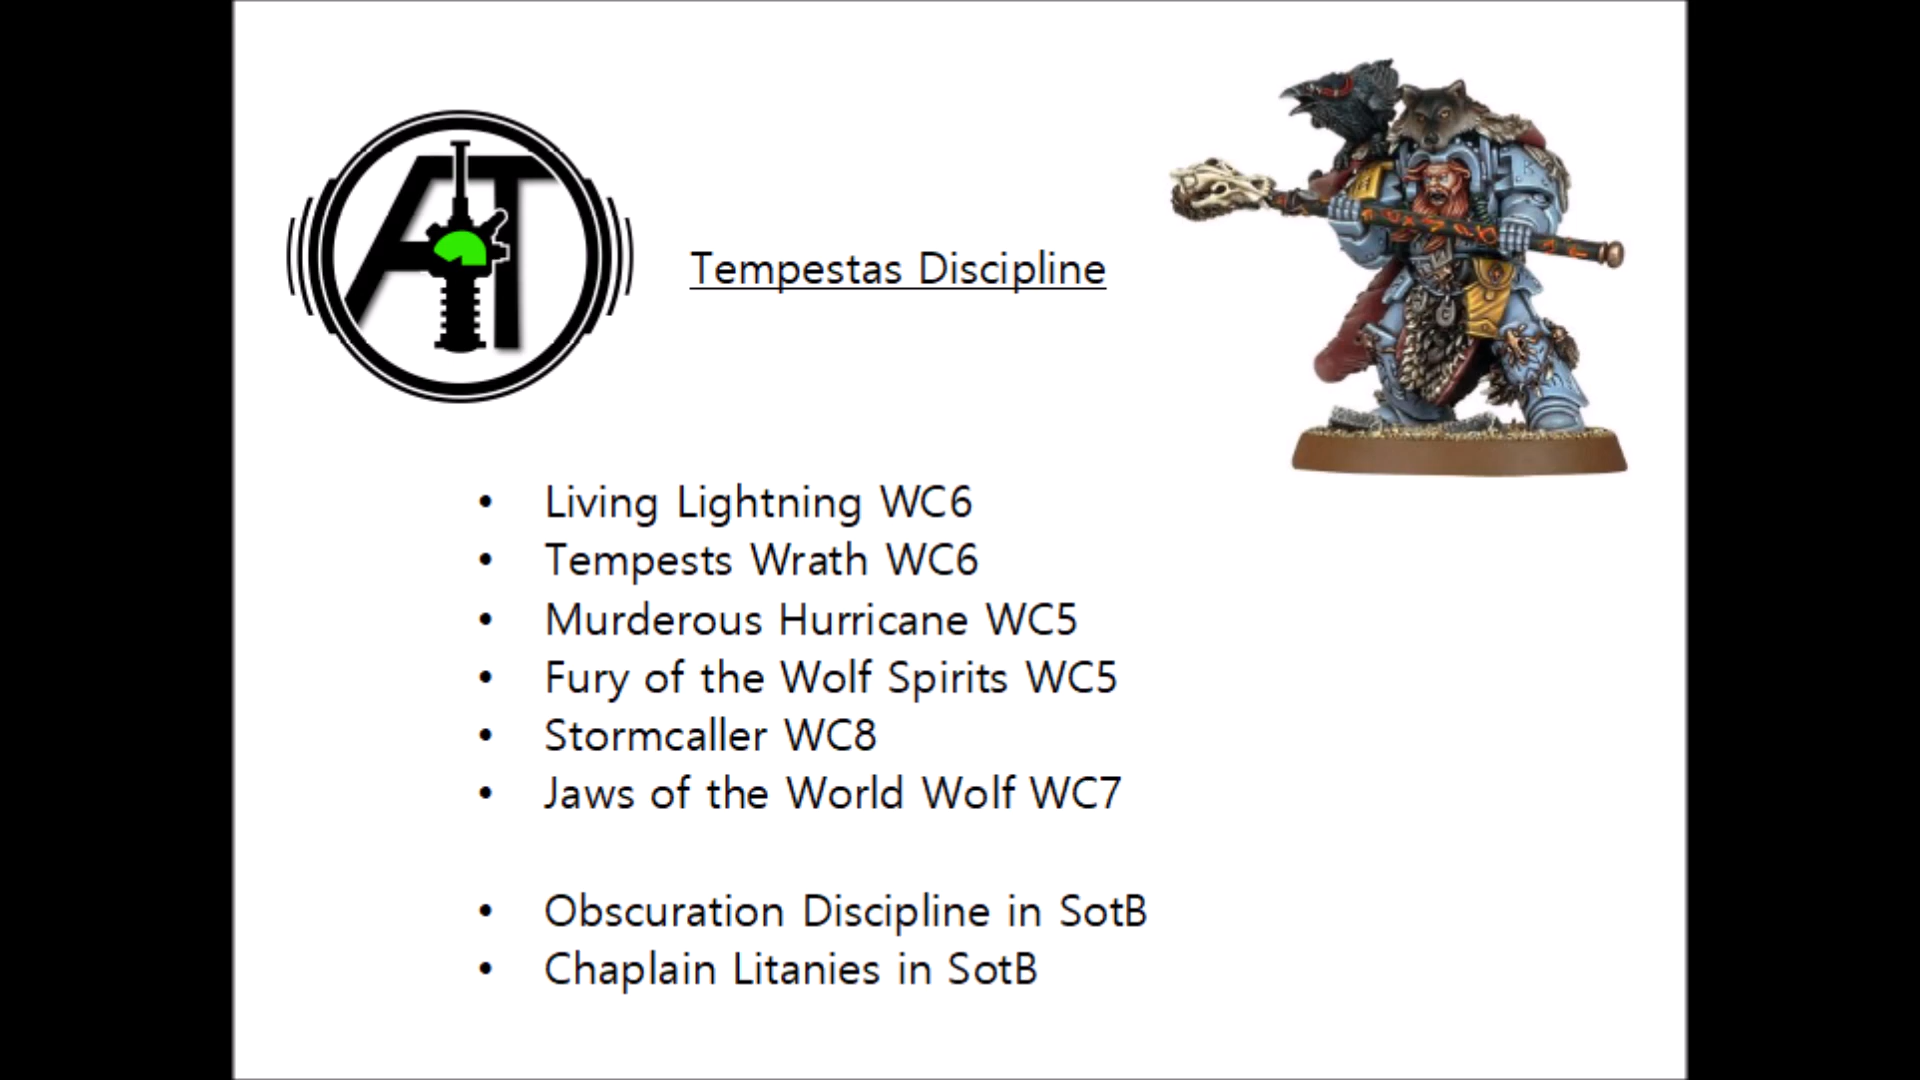 AT
Tempestas Discipline
• Living Lightning WC6
• Tempests Wrath WC6
• Murderous Hurricane WC5
• Fury of the Wolf Spirits WC5
• Stormcaller WC8
• Jaws of the World Wolf WC7
• Obscuration Discipline in SotB
• Chaplain Litanies in SotB